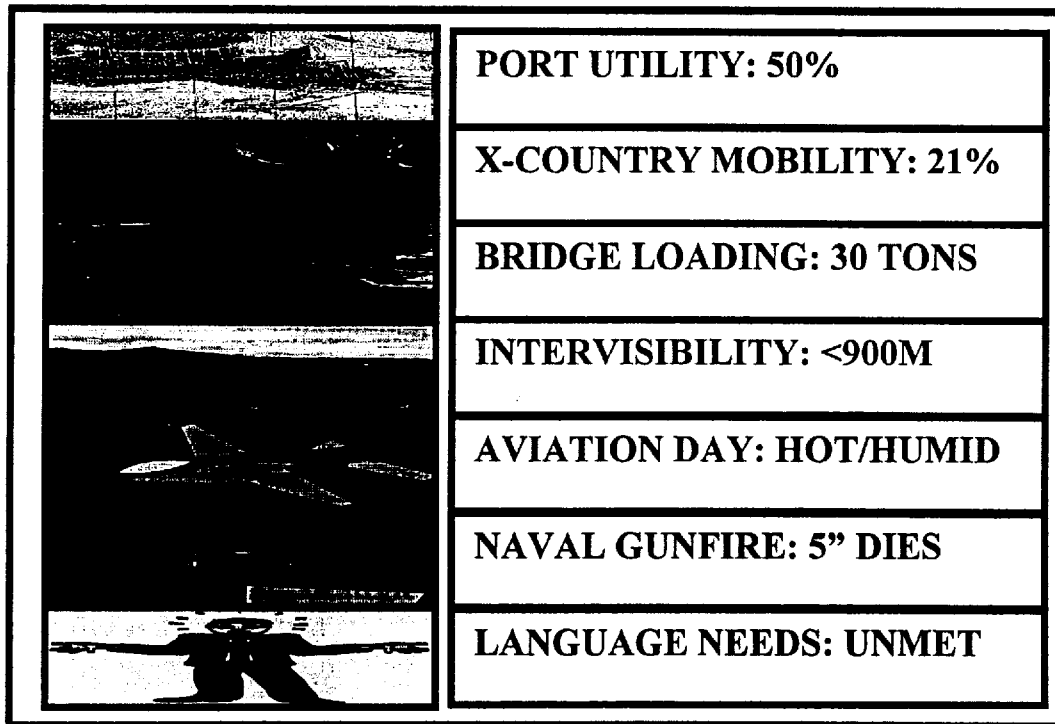 PORT UTILITY: 50%
X-COUNTRY MOBILITY: 21%
BRIDGE LOADING: 30 TONS
INTERVISIBILITY: <900M
AVIATION DAY: HOT/HUMID
NAVAL GUNFIRE: 5” DIES
LANGUAGE NEEDS: UNMET